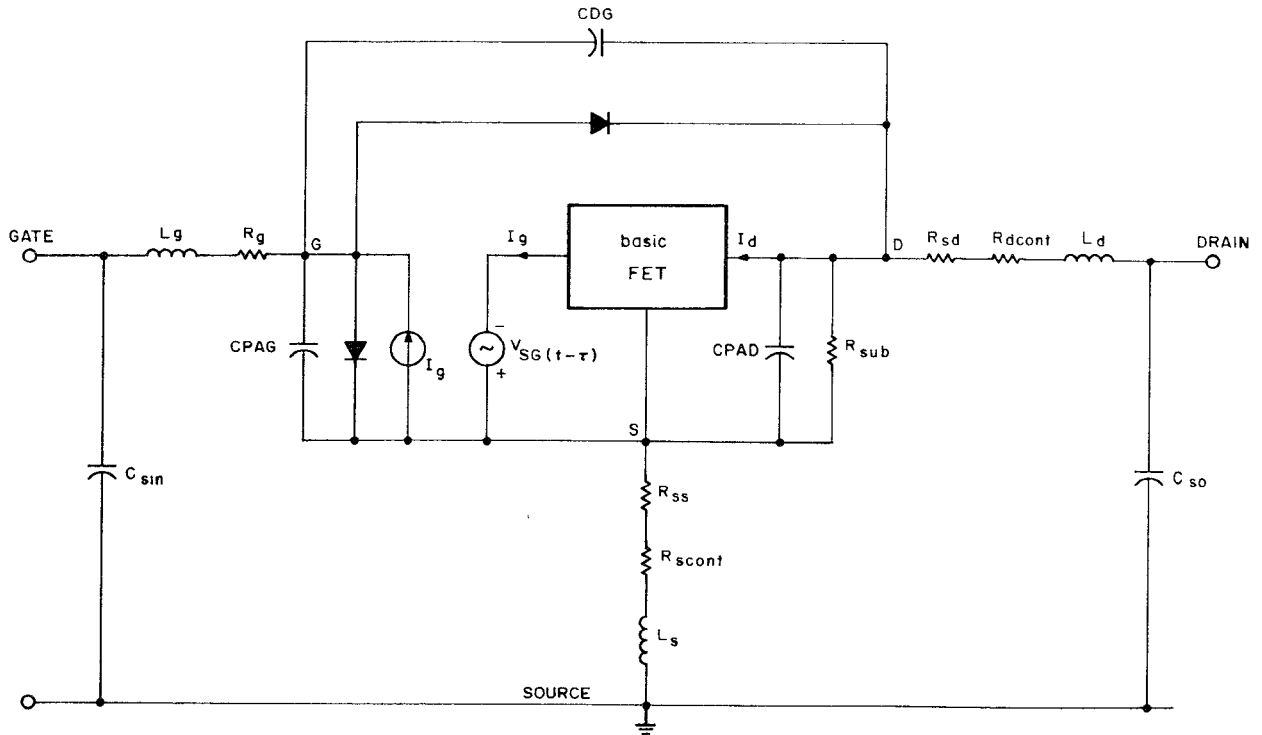 CDG
GATE
Lg
Rg
G
Ig
basic
FET
Id
D
Rsd
Rdcont
Ld
DRAIN
CPAG
Ig
−
VSG(t-τ)
+
CPAD
Rsub
S
Csin
Rss
Cso
Rscont
Ls
SOURCE